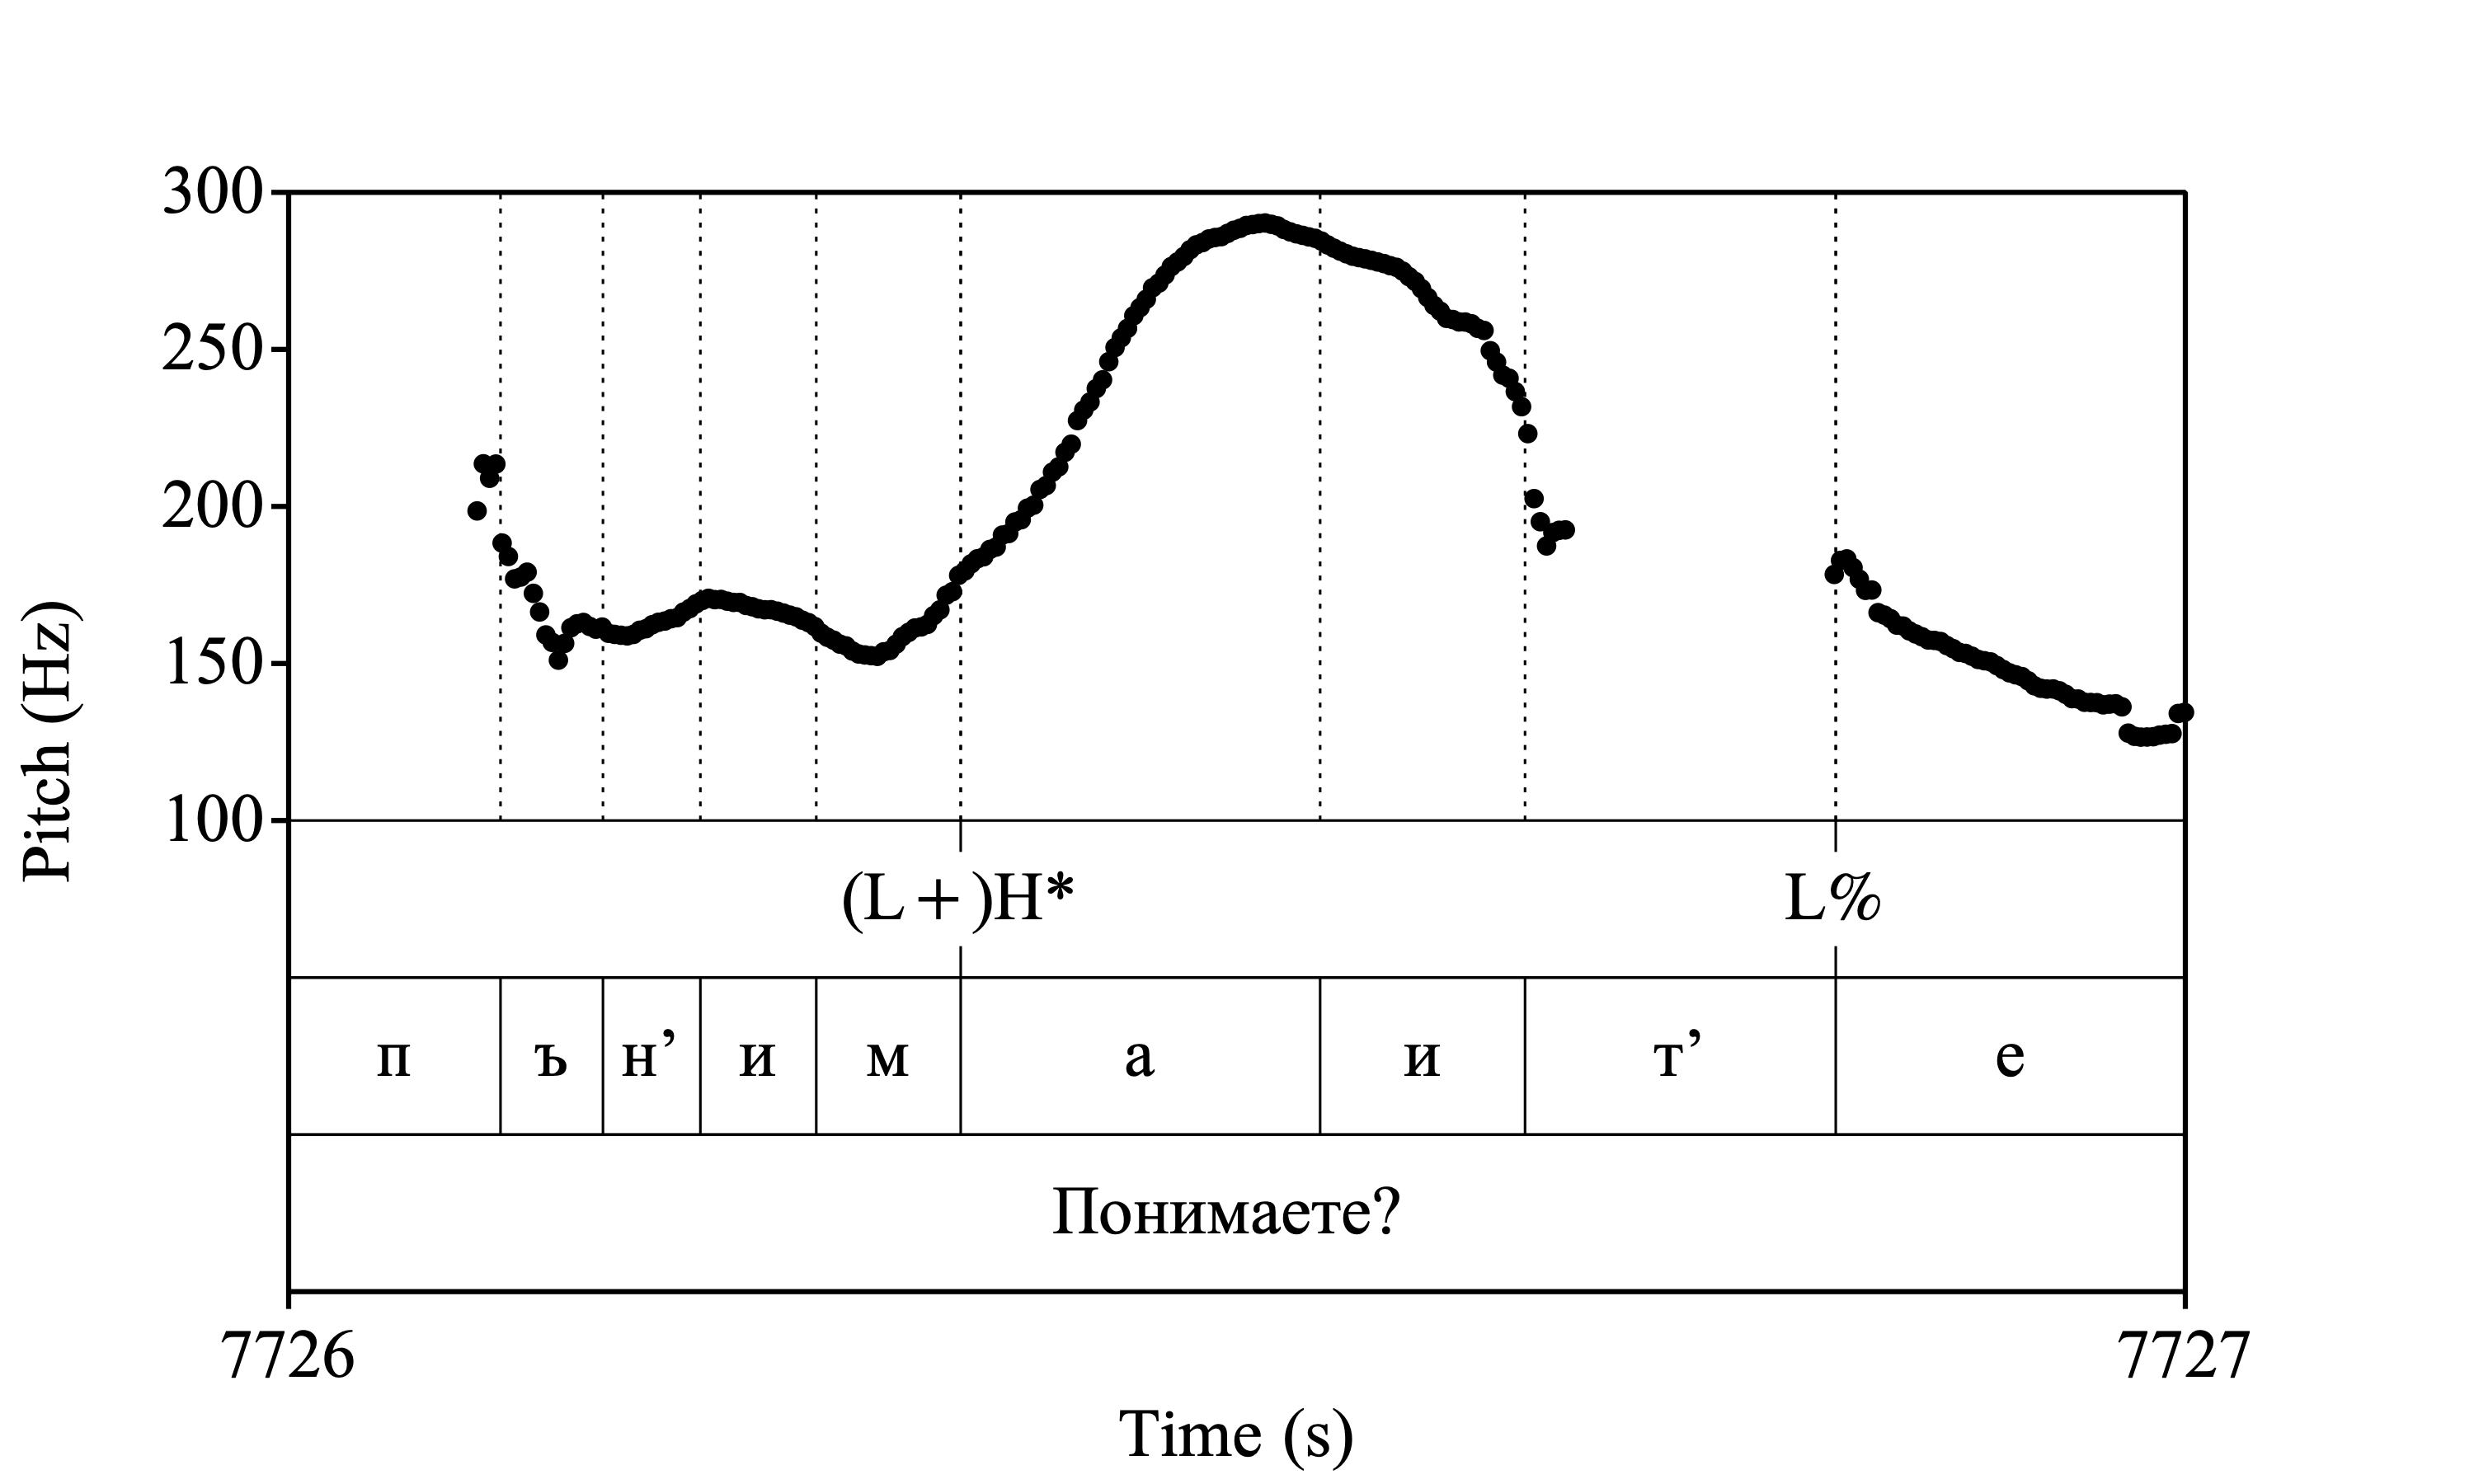 300
250
200
150
100
Pitch (Hz)
(L+)H* L%
п ъ н’ и м а и т’ е
Понимаете?
7726 7727
Time (s)